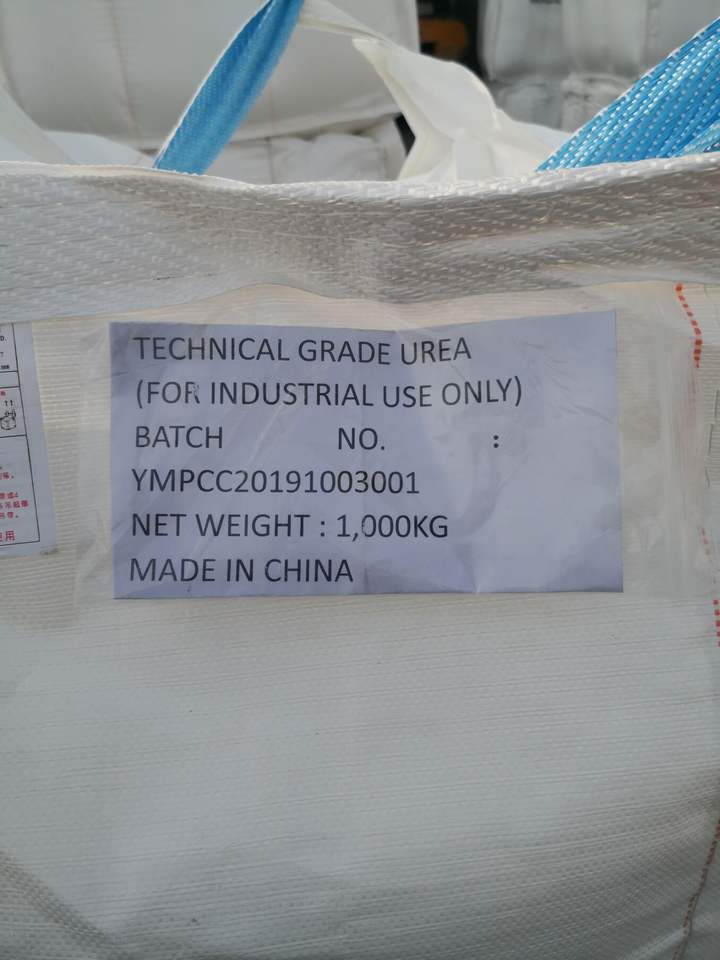 TECHNICAL GRADE UREA
(FOR INDUSTRIAL USE ONLY)
BATCH NO. :
YMPCC20191003001
NET WEIGHT : 1,000KG
MADE IN CHINA